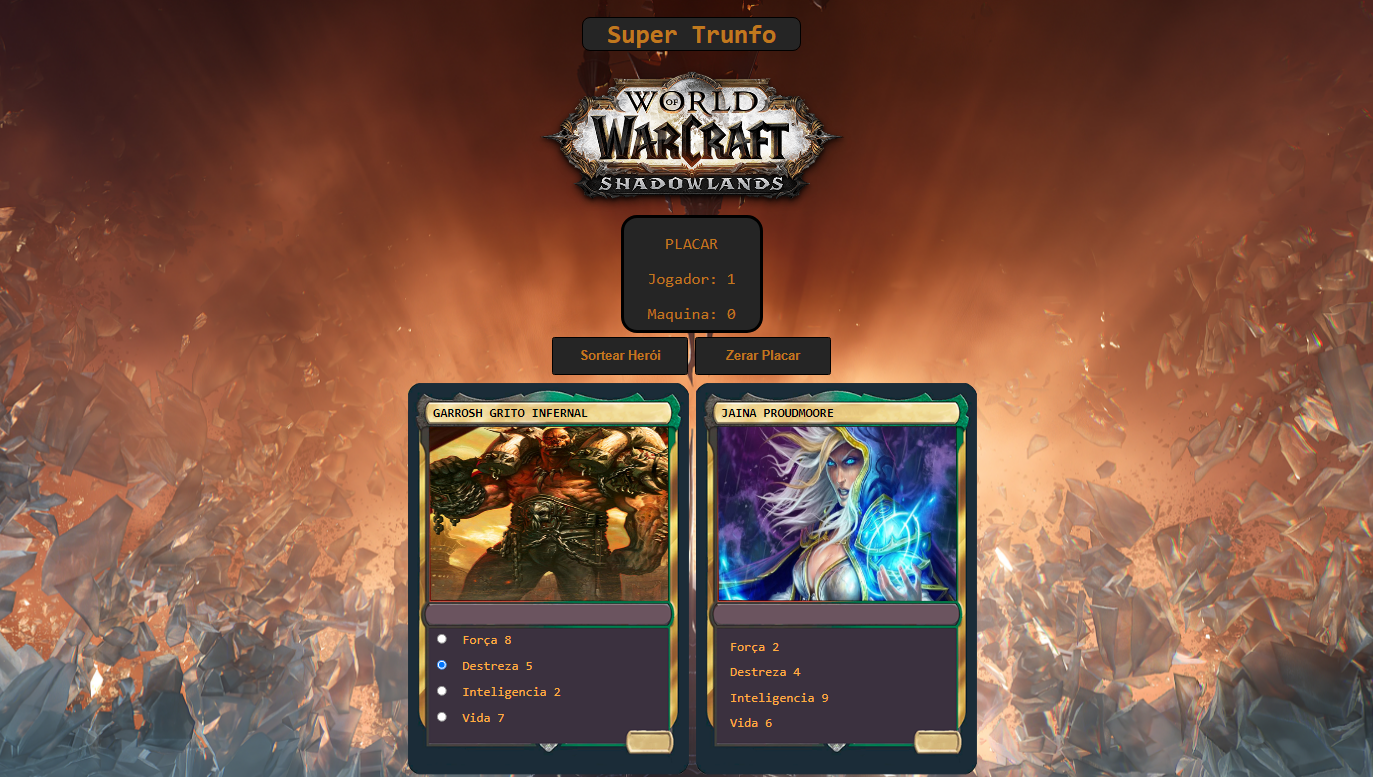 Super Trunfo
WORLD OF
WARCRAFT
SHADOWLANDS
PLACAR
Jogador: 1
Maquina: 0
Sortear Herói
Zerar Placar
GARROSH GRITO INFERNAL
Força 8
Destreza 5
Inteligencia 2
Vida 7
JAINA PROUDMOORE
Força 2
Destreza 4
Inteligencia 9
Vida 6